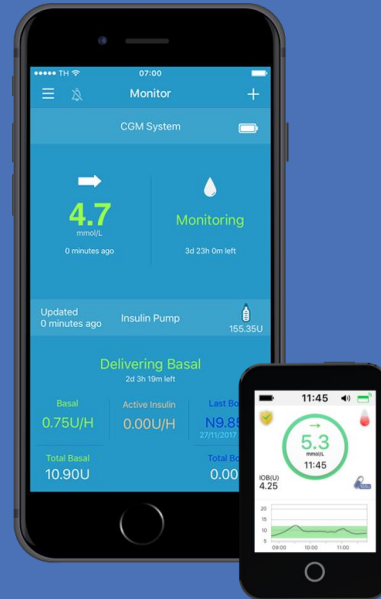 TH 07:00
Monitor
CGM System
4.7
mmol/L
Monitoring
0 minutes ago 3d 23h 0m left
Updated
0 minutes ago
Insulin Pump
155.35U
Delivering Basal
2d 3h 19m left
Basal Active Insulin Last Bo
0.75U/H 0.00U/H N9.85
27/11/2017
Total Basal Total Bo
10.90U 0.00
11:45
5.3
mmol/L
11:45
IOB(U)
4.25
20
15
10
5
09:00 10:00 11:00